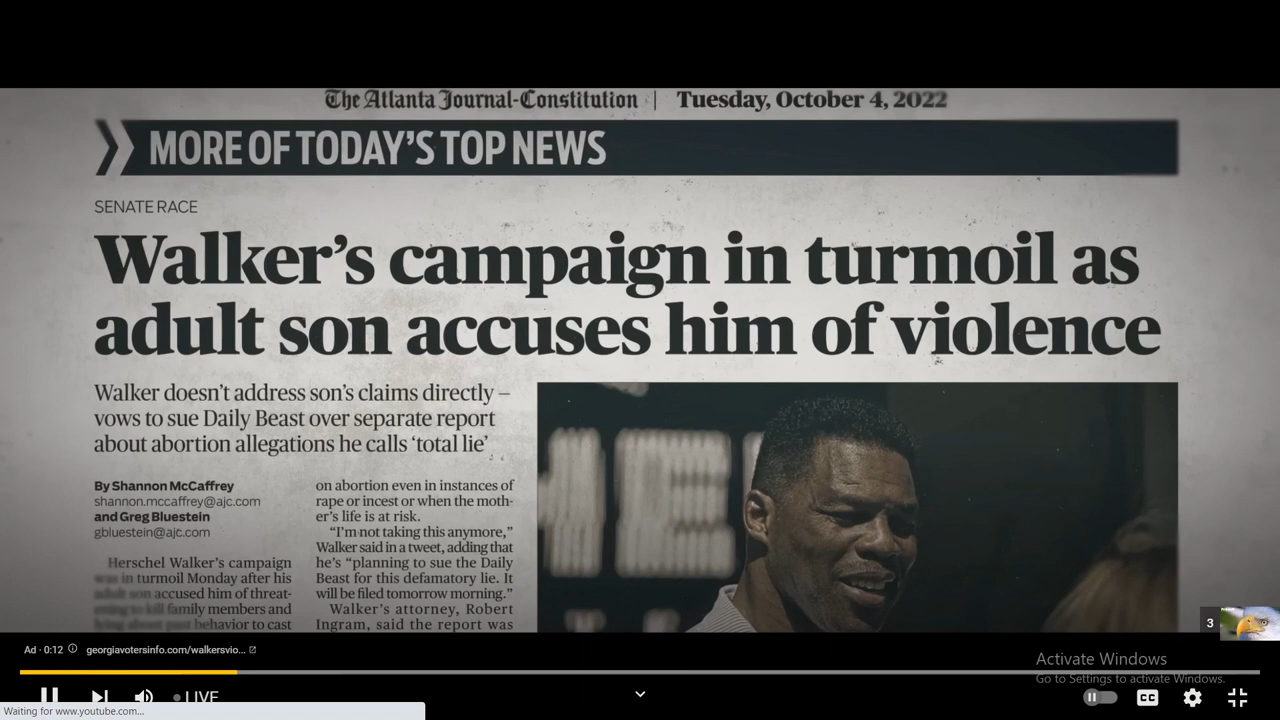 The Atlanta Journal-Constitution | Tuesday, October 4, 2022
MORE OF TODAY'S TOP NEWS
SENATE RACE
Walker's campaign in turmoil as
adult son accuses him of violence
Walker doesn't address son's claims directly –
vows to sue Daily Beast over separate report
about abortion allegations he calls 'total lie'
By Shannon McCaffrey
shannon.mccaffrey@ajc.com
and Greg Bluestein
gbluestein@ajc.com
Herschel Walker's campaign
was in turmoil Monday after his
adult son accused him of threat-
ening to kill family members and
lying about past behavior to cast
on abortion even in instances of
rape or incest or when the moth-
er's life is at risk.
"I'm not taking this anymore,"
Walker said in a tweet, adding that
he's "planning to sue the Daily
Beast for this defamatory lie. It
will be filed tomorrow morning."
Walker's attorney, Robert
Ingram, said the report was
3
Ad · 0:12 georgiavotersinfo.com/walkersvio...
Activate Windows
Go to Settings to activate Windows.
LIVE
CC
Waiting for www.youtube.com...